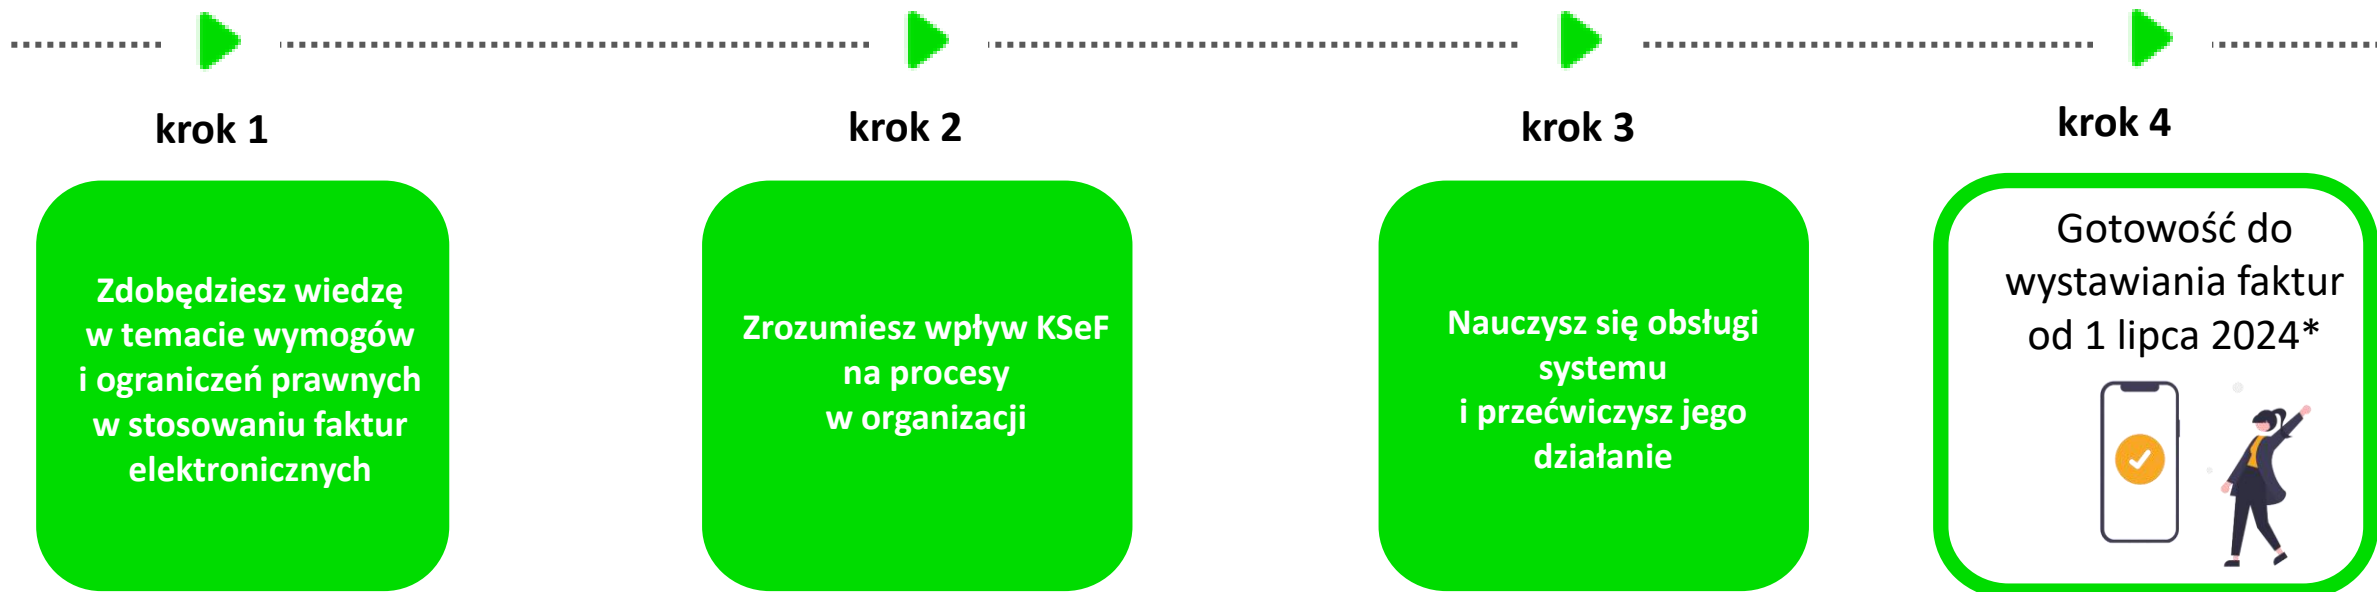 krok 1
Zdobędziesz wiedzę
w temacie wymogów
i ograniczeń prawnych
w stosowaniu faktur
elektronicznych
krok 2
Zrozumiesz wpływ KSeF
na procesy
w organizacji
krok 3
Nauczysz się obsługi
systemu
i przećwiczysz jego
działanie
krok 4
Gotowość do
wystawiania faktur
od 1 lipca 2024*